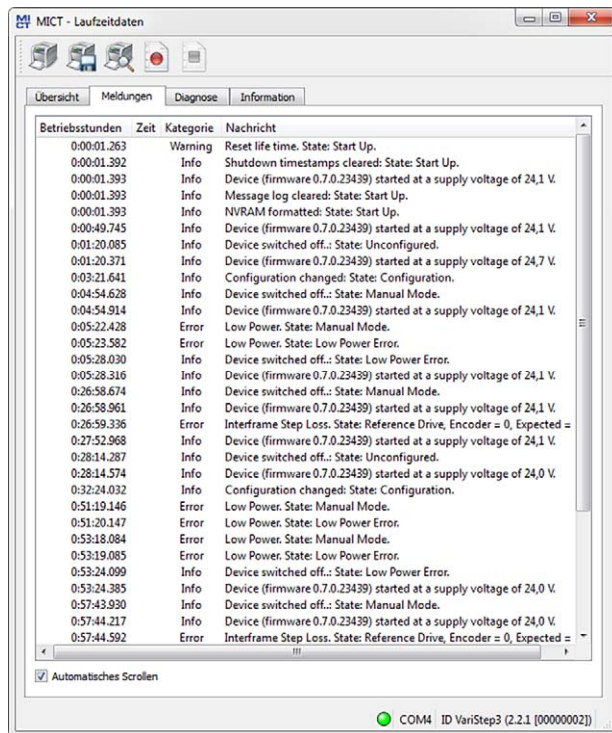 MICT - Laufzeitdaten
Übersicht Meldungen Diagnose Information
Betriebsstunden Zeit Kategorie Nachricht
0:00:01.263 Warning Reset life time. State: Start Up.
0:00:01.392 Info Shutdown timestamps cleared: State: Start Up.
0:00:01.393 Info Device (firmware 0.7.0.23439) started at a supply voltage of 24,1 V.
0:00:01.393 Info Message log cleared: State: Start Up.
0:00:01.393 Info NVRAM formatted: State: Start Up.
0:00:49.745 Info Device (firmware 0.7.0.23439) started at a supply voltage of 24,1 V.
0:01:20.085 Info Device switched off..: State: Unconfigured.
0:01:20.371 Info Device (firmware 0.7.0.23439) started at a supply voltage of 24,7 V.
0:03:21.641 Info Configuration changed: State: Configuration.
0:04:54.628 Info Device switched off..: State: Manual Mode.
0:04:54.914 Info Device (firmware 0.7.0.23439) started at a supply voltage of 24,1 V.
0:05:22.428 Error Low Power. State: Manual Mode.
0:05:23.582 Error Low Power. State: Low Power Error.
0:05:28.030 Info Device switched off..: State: Low Power Error.
0:05:28.316 Info Device (firmware 0.7.0.23439) started at a supply voltage of 24,1 V.
0:26:58.674 Info Device switched off..: State: Manual Mode.
0:26:58.961 Info Device (firmware 0.7.0.23439) started at a supply voltage of 24,1 V.
0:26:59.336 Error Interframe Step Loss. State: Reference Drive, Encoder = 0, Expected =
0:27:52.968 Info Device (firmware 0.7.0.23439) started at a supply voltage of 24,1 V.
0:28:14.287 Info Device switched off..: State: Unconfigured.
0:28:14.574 Info Device (firmware 0.7.0.23439) started at a supply voltage of 24,0 V.
0:32:24.032 Info Configuration changed: State: Configuration.
0:51:19.146 Error Low Power. State: Manual Mode.
0:51:20.147 Error Low Power. State: Low Power Error.
0:53:18.084 Error Low Power. State: Manual Mode.
0:53:19.085 Error Low Power. State: Low Power Error.
0:53:24.099 Info Device switched off..: State: Low Power Error.
0:53:24.385 Info Device (firmware 0.7.0.23439) started at a supply voltage of 24,0 V.
0:57:43.930 Info Device switched off..: State: Manual Mode.
0:57:44.217 Info Device (firmware 0.7.0.23439) started at a supply voltage of 24,0 V.
0:57:44.592 Error Interframe Step Loss. State: Reference Drive, Encoder = 0, Expected =
Automatisches Scrollen
COM4 ID VariStep3 (2.2.1 [00000002])